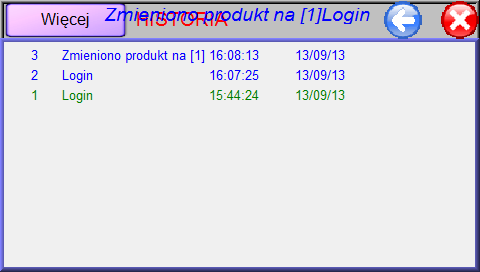 Więcej
HISTORIA
Zmieniono produkt na [1]Login
3 Zmieniono produkt na [1] 16:08:13 13/09/13
2 Login 16:07:25 13/09/13
1 Login 15:44:24 13/09/13